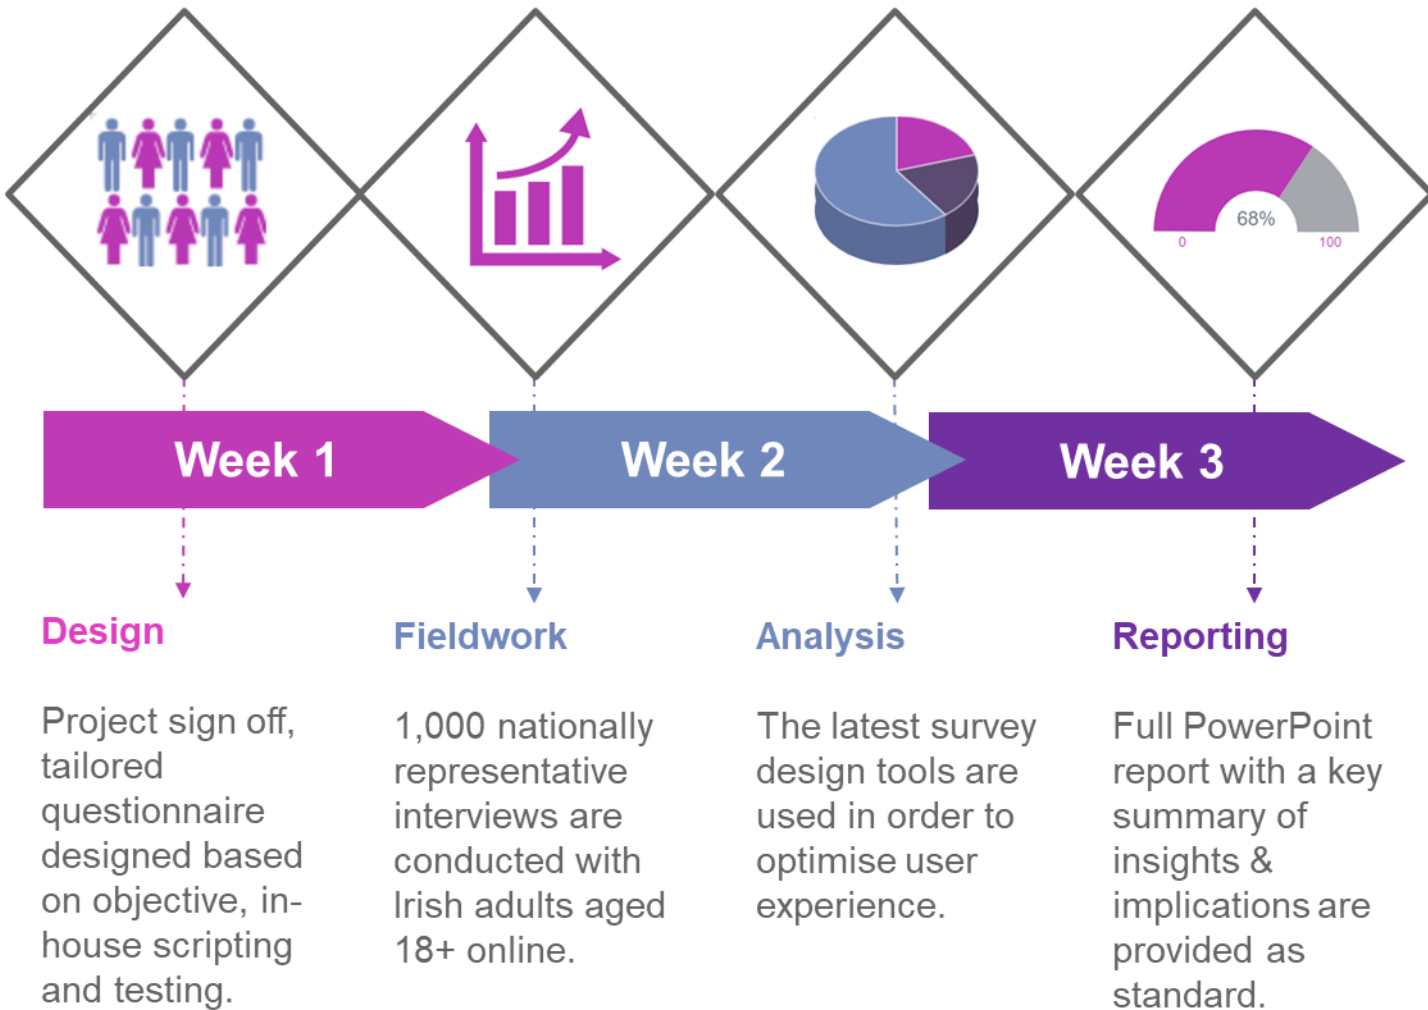 68%
0
100
Week 1
Week 2
Week 3
Design
Project sign off,
tailored
questionnaire
designed based
on objective, in-
house scripting
and testing.
Fieldwork
1,000 nationally
representative
interviews are
conducted with
Irish adults aged
18+ online.
Analysis
The latest survey
design tools are
used in order to
optimise user
experience.
Reporting
Full PowerPoint
report with a key
summary of
insights &
implications are
provided as
standard.